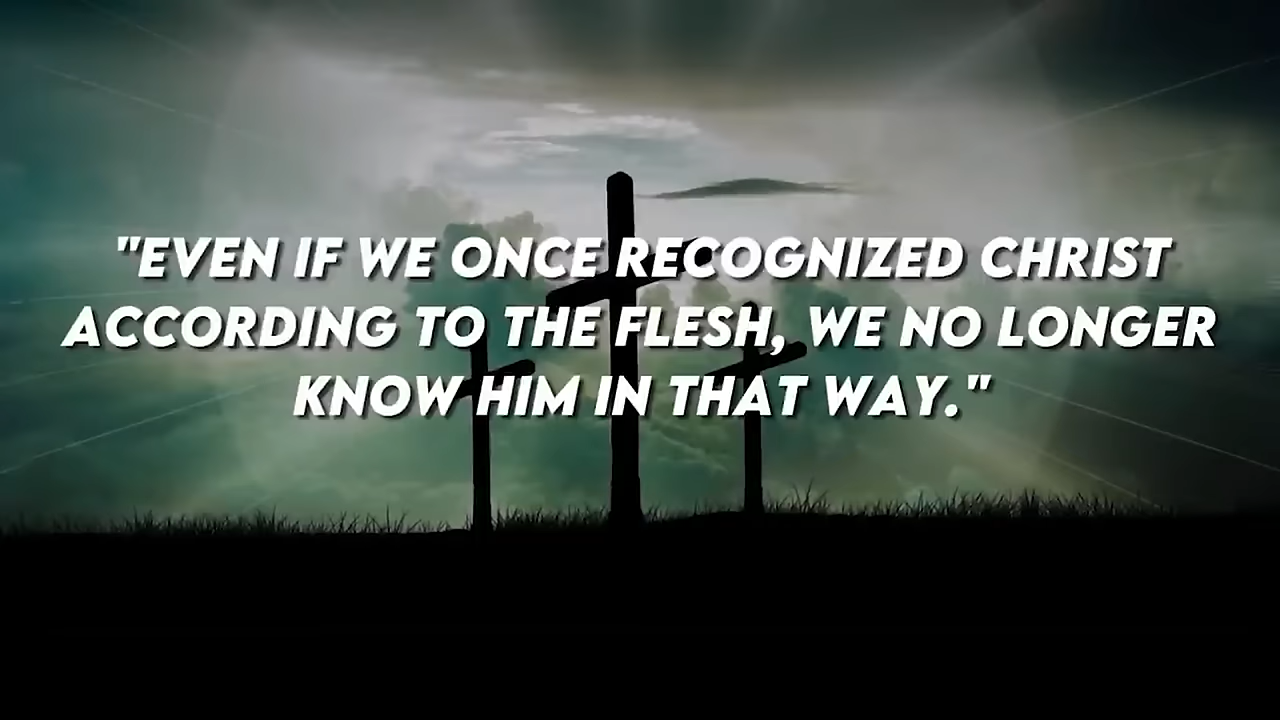 "EVEN IF WE ONCE RECOGNIZED CHRIST
ACCORDING TO THE FLESH, WE NO LONGER
KNOW HIM IN THAT WAY."